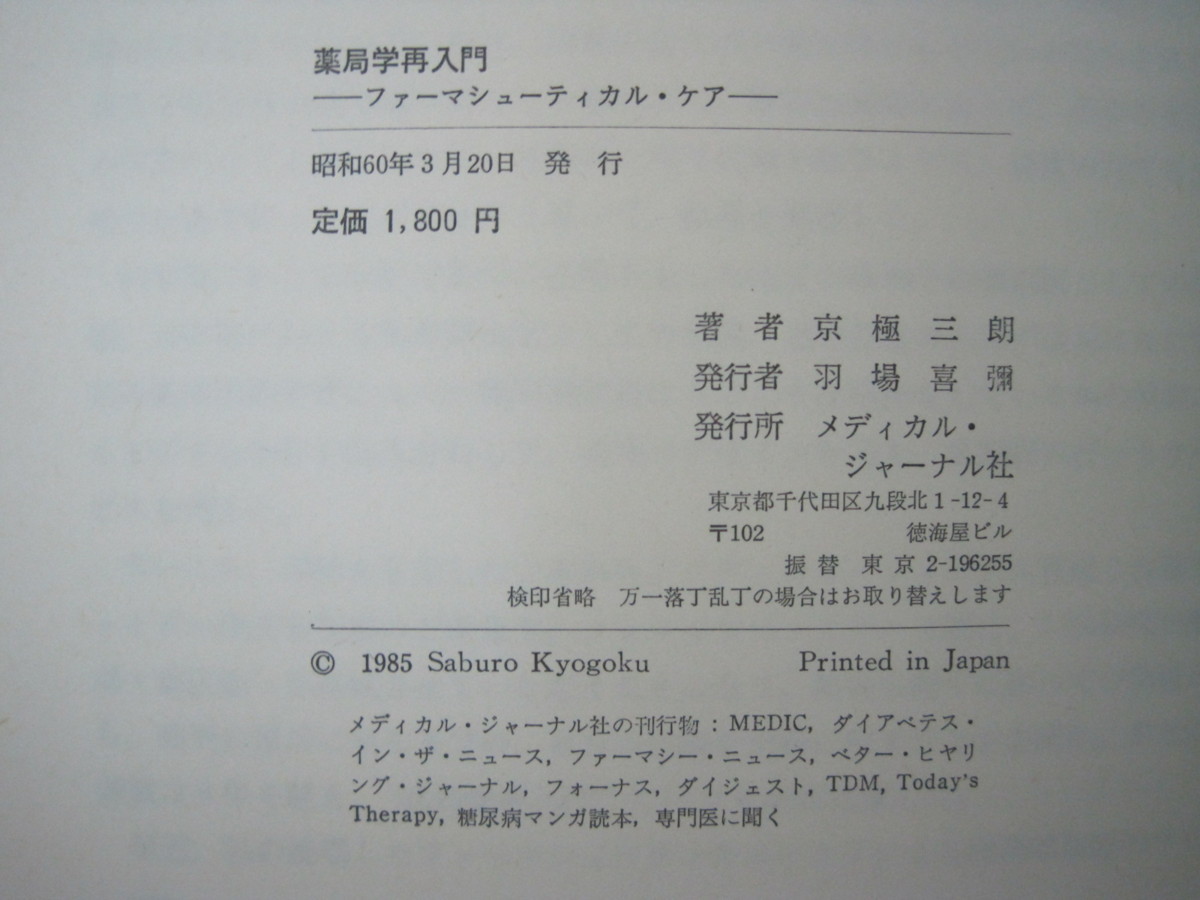 薬局学再入門
――ファーマシューティカル・ケア――
昭和60年3月20日 発 行
定価 1,800 円
著 者 京 極 三 朗
発行者 羽 場 喜 彌
発行所 メディカル・
ジャーナル社
東京都千代田区九段北1-12-4
〒102 徳海屋ビル
振 替 東 京 2-196255
検印省略 万一落丁乱丁の場合はお取り替えします
© 1985 Saburo Kyogoku Printed in Japan
メディカル・ジャーナル社の刊行物：MEDIC, ダイアベテス・
イン・ザ・ニュース, ファーマシー・ニュース, ベター・ヒヤリ
ング・ジャーナル, フォーナス, ダイジェスト, TDM, Today's
Therapy, 糖尿病マンガ読本, 専門医に聞く